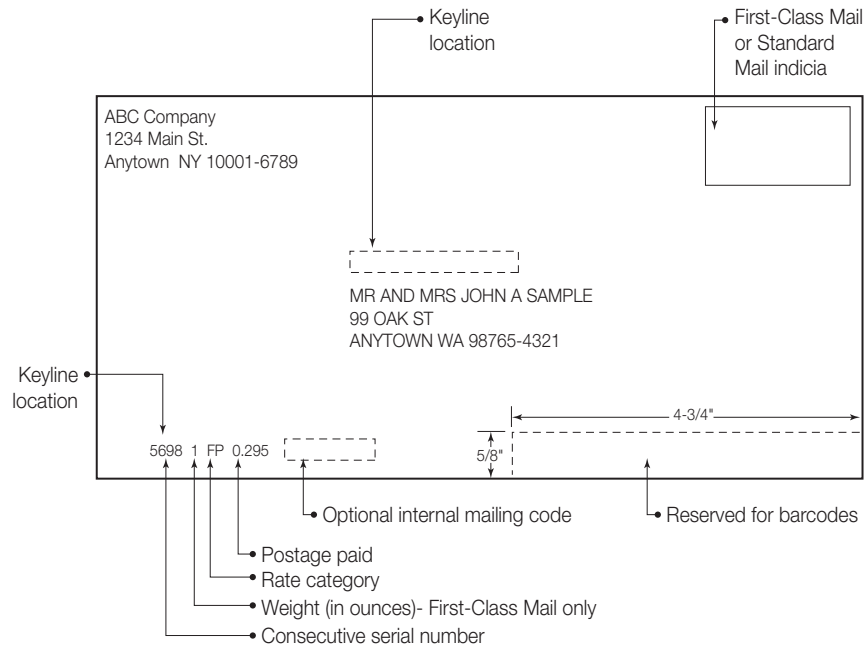 Keyline
location
First-Class Mail
or Standard
Mail indicia
ABC Company
1234 Main St.
Anytown NY 10001-6789
MR AND MRS JOHN A SAMPLE
99 OAK ST
ANYTOWN WA 98765-4321
Keyline
location
4-3/4"
5698 1 FP 0.295
5/8"
Optional internal mailing code
Reserved for barcodes
Postage paid
Rate category
Weight (in ounces)- First-Class Mail only
Consecutive serial number